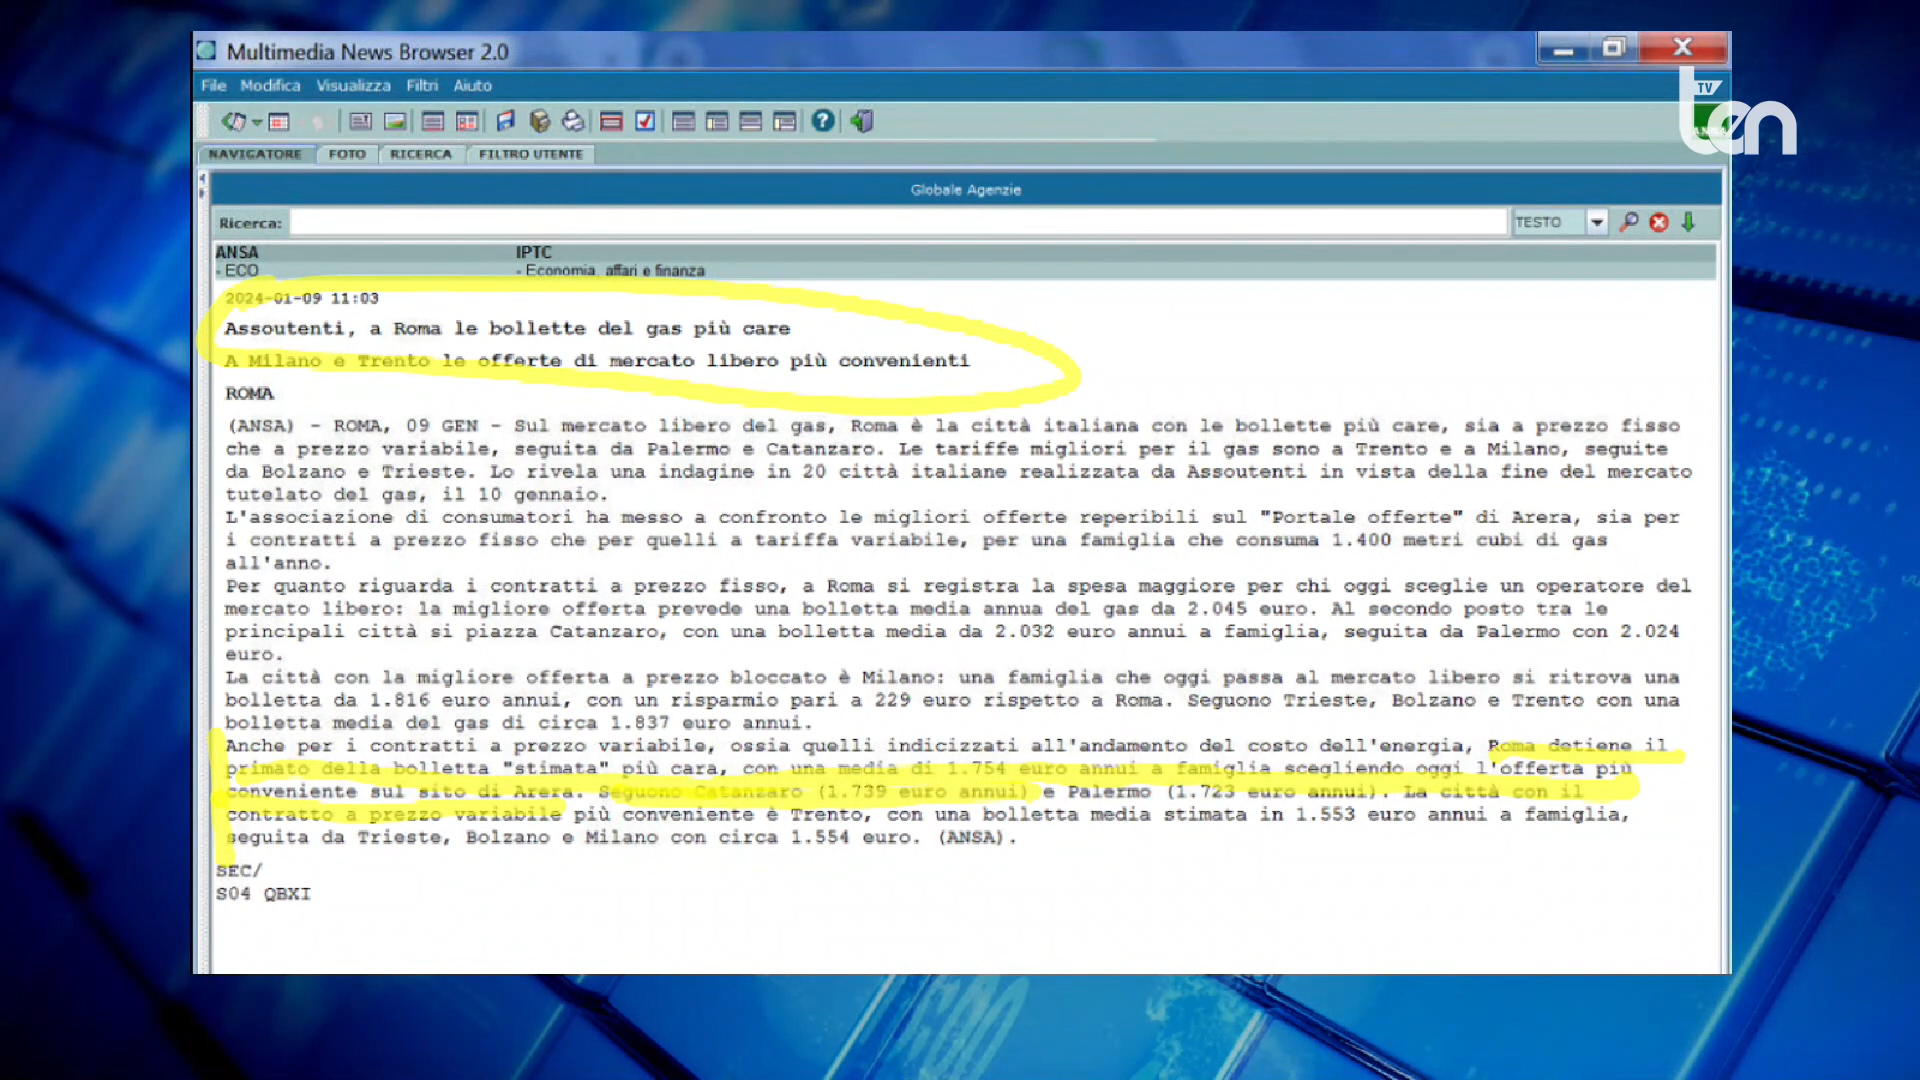 Multimedia News Browser 2.0
File Modifica Visualizza Filtri Aiuto
TV
ten
NAVIGATORE FOTO RICERCA FILTRO UTENTE
Globale Agenzie
Ricerca: TESTO
ANSA IPTC
- ECO - Economia, affari e finanza
2024-01-09 11:03
Assoutenti, a Roma le bollette del gas più care
A Milano e Trento le offerte di mercato libero più convenienti
ROMA
(ANSA) - ROMA, 09 GEN - Sul mercato libero del gas, Roma è la città italiana con le bollette più care, sia a prezzo fisso
che a prezzo variabile, seguita da Palermo e Catanzaro. Le tariffe migliori per il gas sono a Trento e a Milano, seguite
da Bolzano e Trieste. Lo rivela una indagine in 20 città italiane realizzata da Assoutenti in vista della fine del mercato
tutelato del gas, il 10 gennaio.
L'associazione di consumatori ha messo a confronto le migliori offerte reperibili sul "Portale offerte" di Arera, sia per
i contratti a prezzo fisso che per quelli a tariffa variabile, per una famiglia che consuma 1.400 metri cubi di gas
all'anno.
Per quanto riguarda i contratti a prezzo fisso, a Roma si registra la spesa maggiore per chi oggi sceglie un operatore del
mercato libero: la migliore offerta prevede una bolletta media annua del gas da 2.045 euro. Al secondo posto tra le
principali città si piazza Catanzaro, con una bolletta media da 2.032 euro annui a famiglia, seguita da Palermo con 2.024
euro.
La città con la migliore offerta a prezzo bloccato è Milano: una famiglia che oggi passa al mercato libero si ritrova una
bolletta da 1.816 euro annui, con un risparmio pari a 229 euro rispetto a Roma. Seguono Trieste, Bolzano e Trento con una
bolletta media del gas di circa 1.837 euro annui.
Anche per i contratti a prezzo variabile, ossia quelli indicizzati all'andamento del costo dell'energia, Roma detiene il
primato della bolletta "stimata" più cara, con una media di 1.754 euro annui a famiglia scegliendo oggi l'offerta più
conveniente sul sito di Arera. Seguono Catanzaro (1.739 euro annui) e Palermo (1.723 euro annui). La città con il
contratto a prezzo variabile più conveniente è Trento, con una bolletta media stimata in 1.553 euro annui a famiglia,
seguita da Trieste, Bolzano e Milano con circa 1.554 euro. (ANSA).
SEC/
S04 QBXI